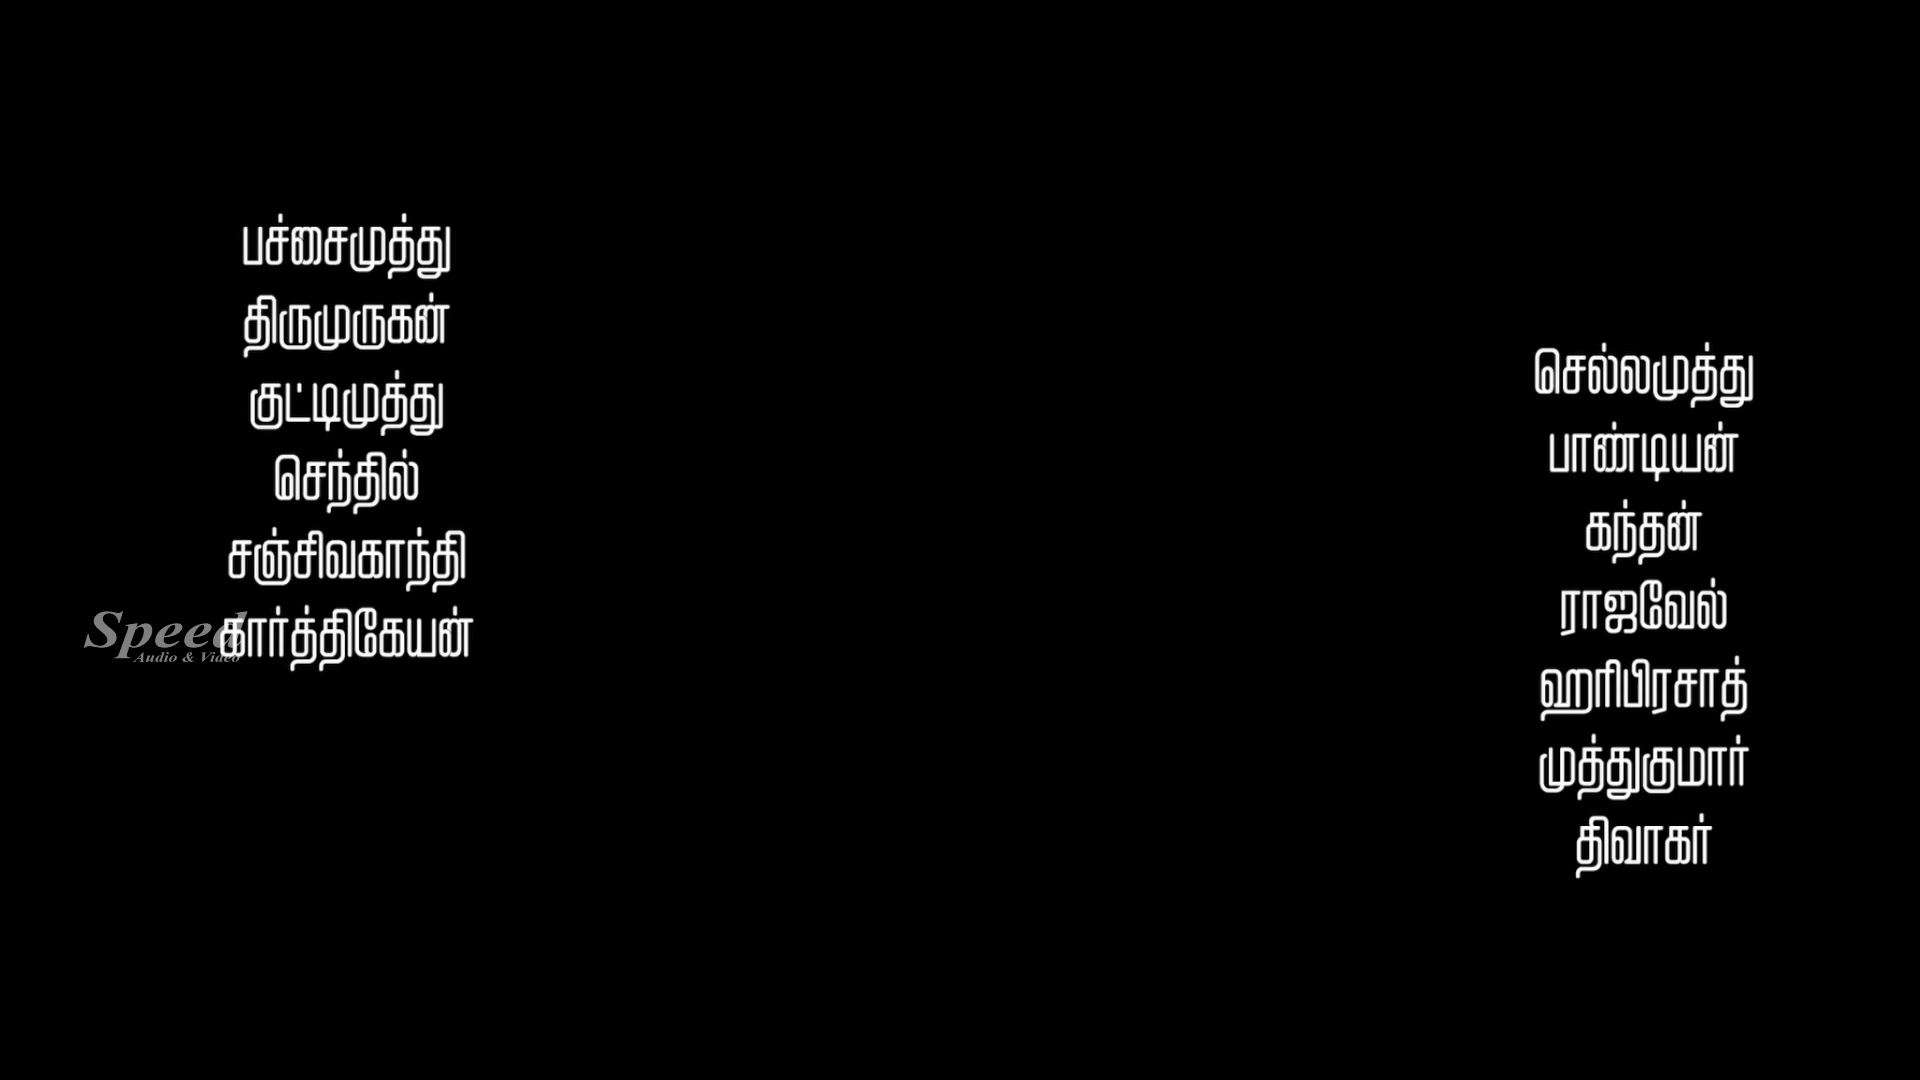 பச்சைமுத்து
திருமுருகன்
குட்டிமுத்து
செந்தில்
சஞ்சிவகாந்தி
கார்த்திகேயன்
Speed
Audio & Video
செல்லமுத்து
பாண்டியன்
கந்தன்
ராஜவேல்
ஹரிபிரசாத்
முத்துகுமார்
திவாகர்